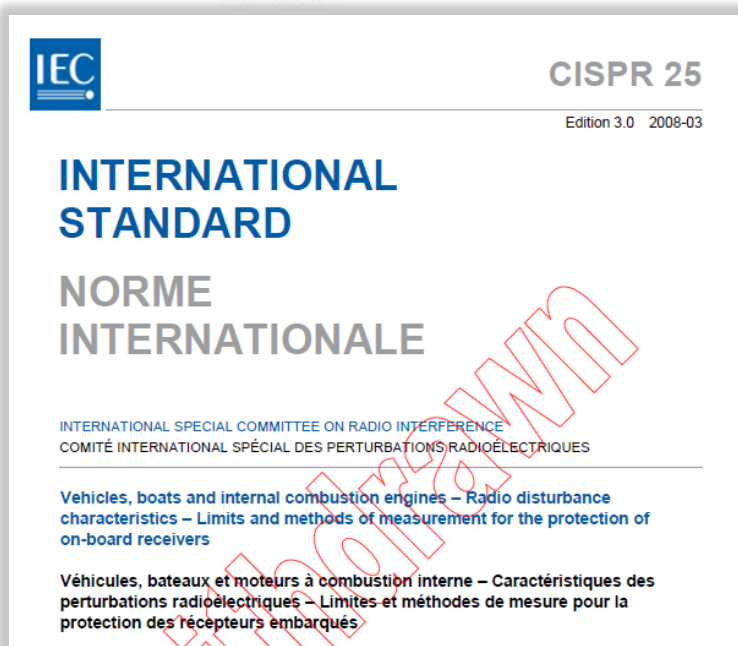 IEC
CISPR 25
Edition 3.0 2008-03
INTERNATIONAL
STANDARD
NORME
INTERNATIONALE
INTERNATIONAL SPECIAL COMMITTEE ON RADIO INTERFERENCE
COMITÉ INTERNATIONAL SPÉCIAL DES PERTURBATIONS RADIOÉLECTRIQUES
Vehicles, boats and internal combustion engines – Radio disturbance
characteristics – Limits and methods of measurement for the protection of
on-board receivers
Véhicules, bateaux et moteurs à combustion interne – Caractéristiques des
perturbations radioélectriques – Limites et méthodes de mesure pour la
protection des récepteurs embarqués